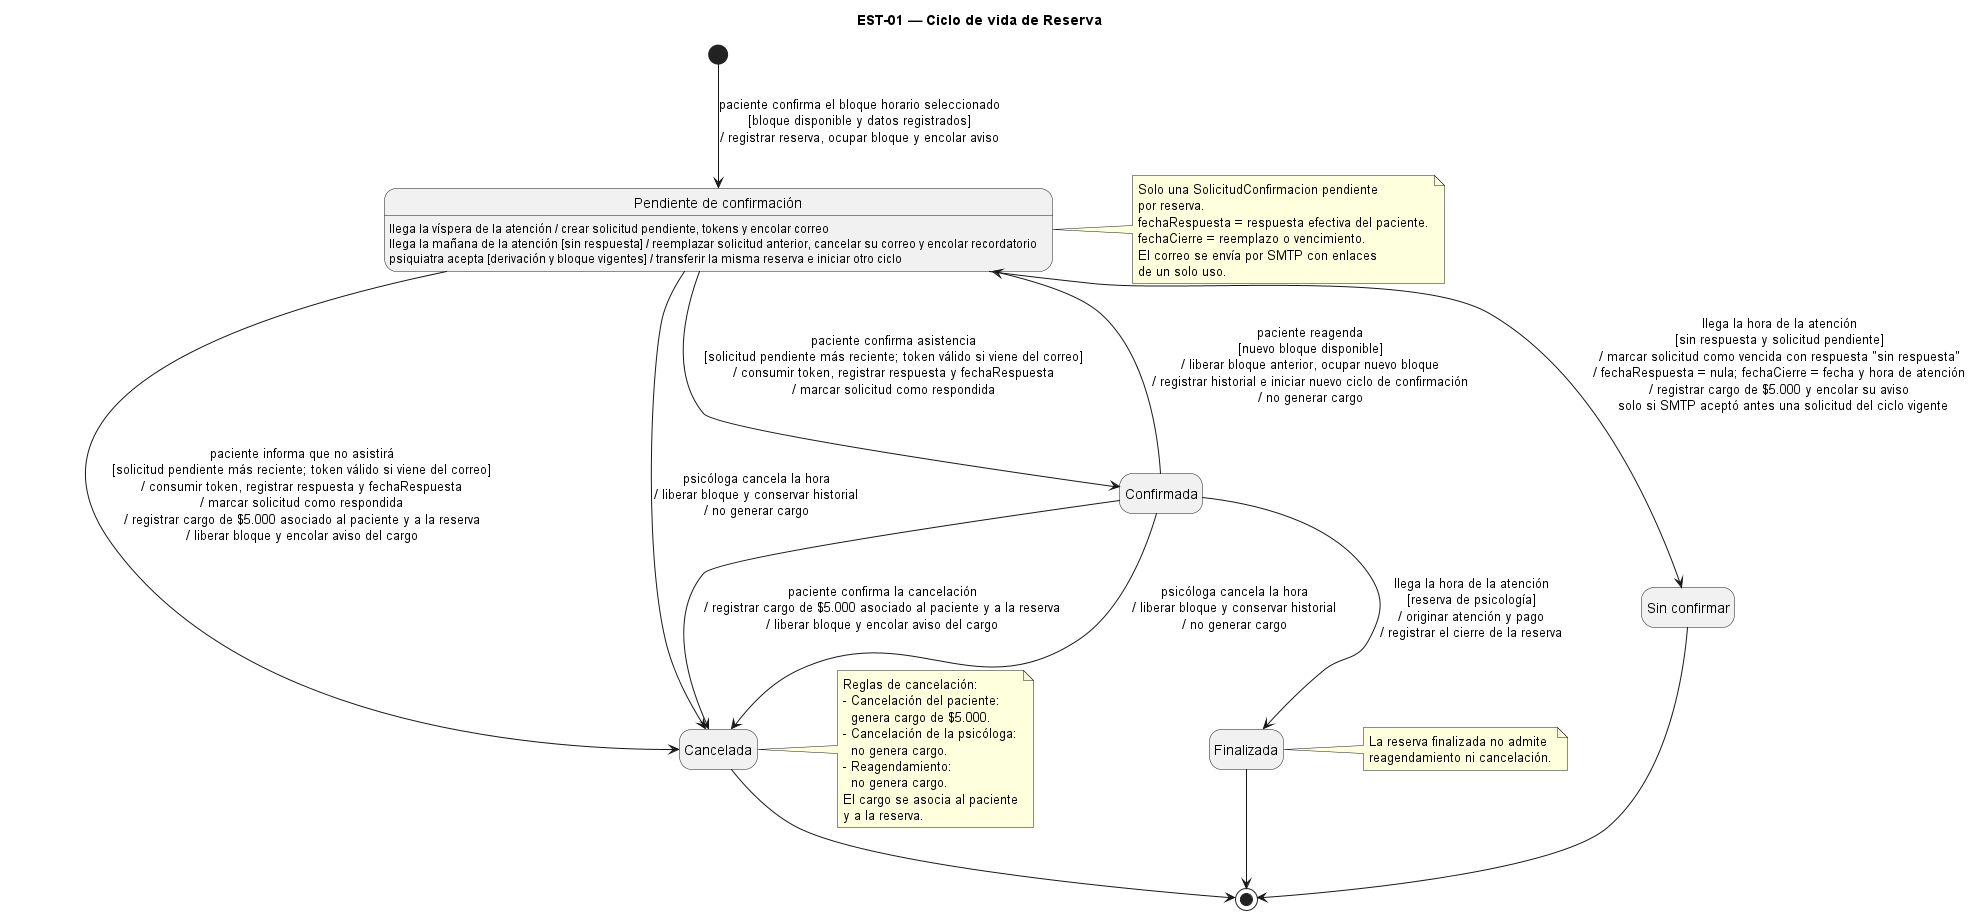 EST-01 — Ciclo de vida de Reserva
paciente confirma el bloque horario seleccionado
[bloque disponible y datos registrados]
/ registrar reserva, ocupar bloque y encolar aviso
Pendiente de confirmación
llega la víspera de la atención / crear solicitud pendiente, tokens y encolar correo
llega la mañana de la atención [sin respuesta] / reemplazar solicitud anterior, cancelar su correo y encolar recordatorio
psiquiatra acepta [derivación y bloque vigentes] / transferir la misma reserva e iniciar otro ciclo
Solo una SolicitudConfirmacion pendiente
por reserva.
fechaRespuesta = respuesta efectiva del paciente.
fechaCierre = reemplazo o vencimiento.
El correo se envía por SMTP con enlaces
de un solo uso.
paciente confirma asistencia
[solicitud pendiente más reciente; token válido si viene del correo]
/ consumir token, registrar respuesta y fechaRespuesta
/ marcar solicitud como respondida
paciente reagenda
[nuevo bloque disponible]
/ liberar bloque anterior, ocupar nuevo bloque
/ registrar historial e iniciar nuevo ciclo de confirmación
/ no generar cargo
llega la hora de la atención
[sin respuesta y solicitud pendiente]
/ marcar solicitud como vencida con respuesta "sin respuesta"
/ fechaRespuesta = nula; fechaCierre = fecha y hora de atención
/ registrar cargo de $5.000 y encolar su aviso
solo si SMTP aceptó antes una solicitud del ciclo vigente
paciente informa que no asistirá
[solicitud pendiente más reciente; token válido si viene del correo]
/ consumir token, registrar respuesta y fechaRespuesta
/ marcar solicitud como respondida
/ registrar cargo de $5.000 asociado al paciente y a la reserva
/ liberar bloque y encolar aviso del cargo
psicóloga cancela la hora
/ liberar bloque y conservar historial
/ no generar cargo
Confirmada
paciente confirma la cancelación
/ registrar cargo de $5.000 asociado al paciente y a la reserva
/ liberar bloque y encolar aviso del cargo
psicóloga cancela la hora
/ liberar bloque y conservar historial
/ no generar cargo
llega la hora de la atención
[reserva de psicología]
/ originar atención y pago
/ registrar el cierre de la reserva
Sin confirmar
Cancelada
Reglas de cancelación:
- Cancelación del paciente:
genera cargo de $5.000.
- Cancelación de la psicóloga:
no genera cargo.
- Reagendamiento:
no genera cargo.
El cargo se asocia al paciente
y a la reserva.
Finalizada
La reserva finalizada no admite
reagendamiento ni cancelación.